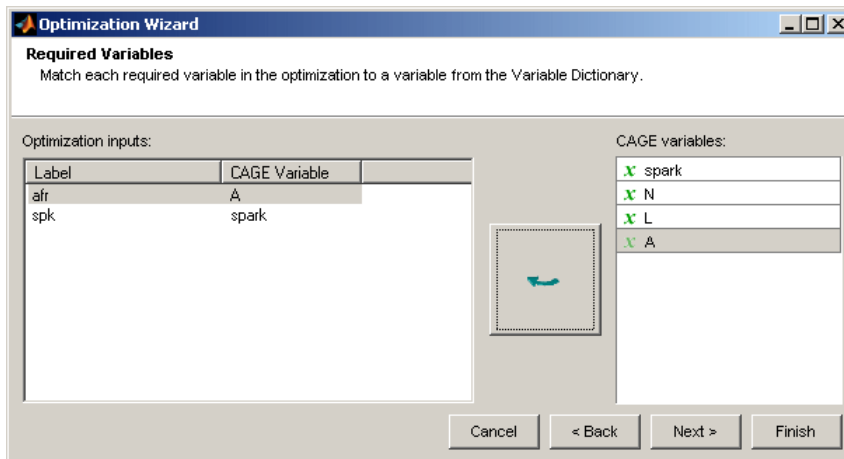 Optimization Wizard
Required Variables
Match each required variable in the optimization to a variable from the Variable Dictionary.
Optimization inputs:
CAGE variables:
Label CAGE Variable
afr A
spk spark
x spark
x N
x L
x A
Cancel < Back Next > Finish